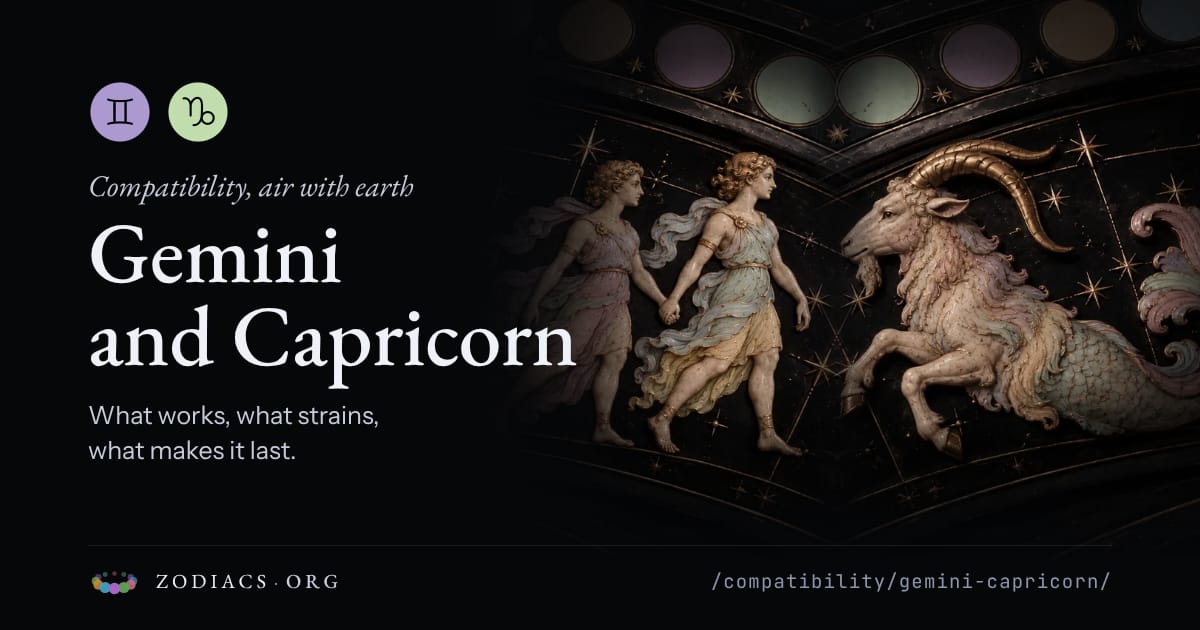 ♊ ♑
Compatibility, air with earth
Gemini
and Capricorn
What works, what strains,
what makes it last.
ZODIACS·ORG
/compatibility/gemini-capricorn/